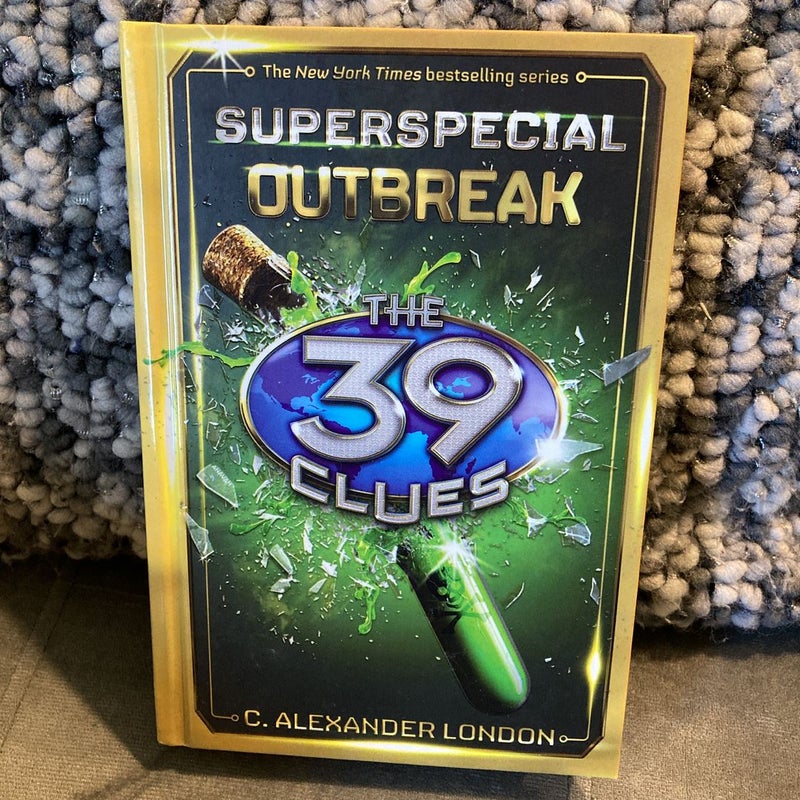 The New York Times bestselling series
SUPERSPECIAL
OUTBREAK
THE
39
CLUES
C. ALEXANDER LONDON